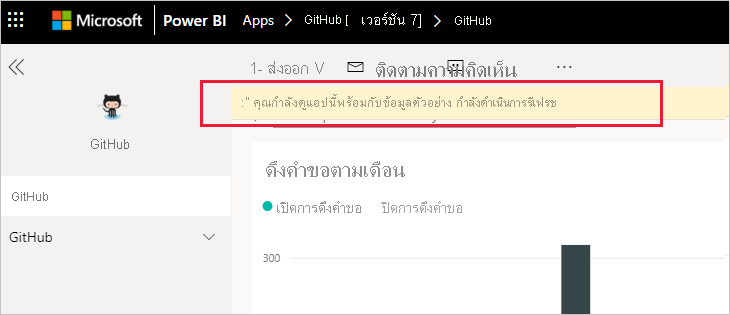 Microsoft Power BI Apps > GitHub [ เวอร์ชัน 7] > GitHub
1- ส่งออก V ติดตามความคิดเห็น ...
:" คุณกําลังดูแอปนี้พร้อมกับข้อมูลตัวอย่าง กําลังดําเนินการรีเฟรช
GitHub
ดึงคําขอตามเดือน
GitHub
เปิดการดึงคําขอ ปิดการดึงคําขอ
GitHub
300